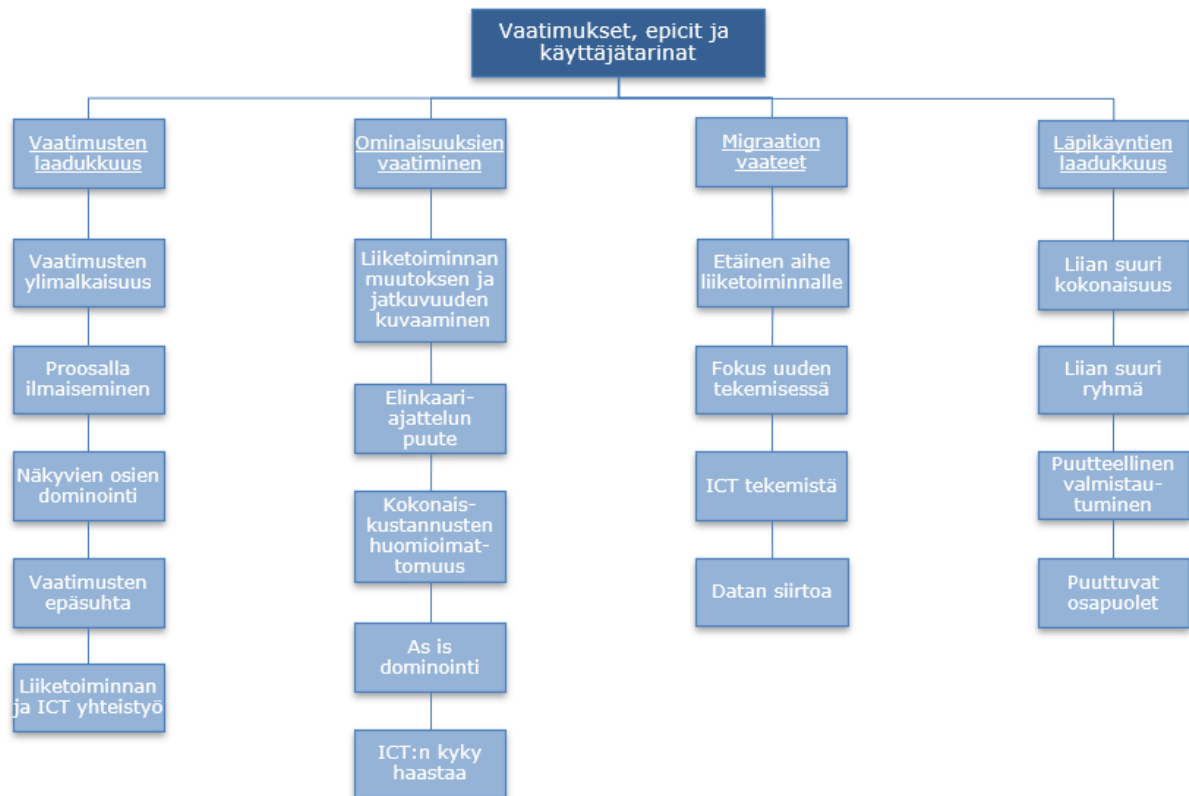 Vaatimukset, epicit ja
käyttäjätarinat
Vaatimusten
laadukkuus
Vaatimusten
ylimalkaisuus
Proosalla
ilmaiseminen
Näkyvien osien
dominointi
Vaatimusten
epäsuhta
Liiketoiminnan
ja ICT yhteistyö
Ominaisuuksien
vaatiminen
Liiketoiminnan
muutoksen ja
jatkuvuuden
kuvaaminen
Elinkaari-
ajattelun
puute
Kokonais-
kustannusten
huomioimat-
tomuus
As is
dominointi
ICT:n kyky
haastaa
Migraation
vaateet
Etäinen aihe
liiketoiminnalle
Fokus uuden
tekemisessä
ICT tekemistä
Datan siirtoa
Läpikäyntien
laadukkuus
Liian suuri
kokonaisuus
Liian suuri
ryhmä
Puutteellinen
valmistau-
tuminen
Puuttuvat
osapuolet